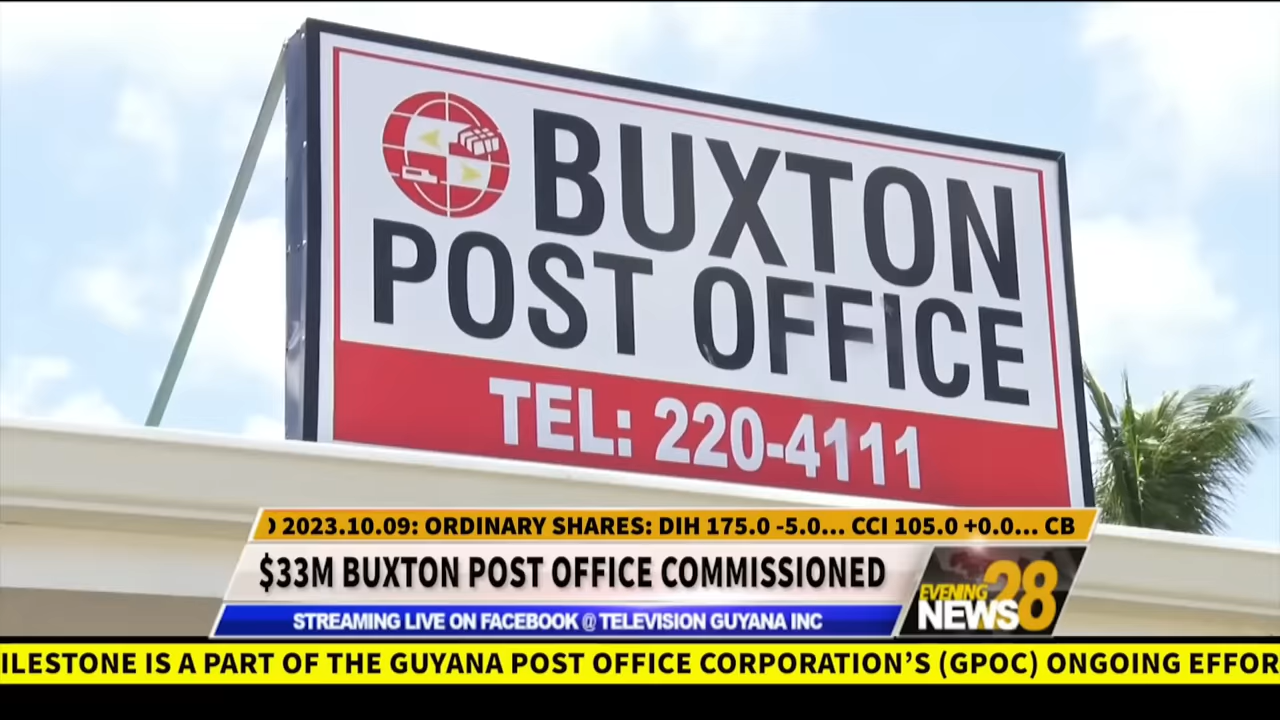 BUXTON
POST OFFICE
TEL: 220-4111
2023.10.09: ORDINARY SHARES: DIH 175.0 -5.0... CCI 105.0 +0.0... CB
$33M BUXTON POST OFFICE COMMISSIONED
EVENING
NEWS 28
STREAMING LIVE ON FACEBOOK @ TELEVISION GUYANA INC
ILESTONE IS A PART OF THE GUYANA POST OFFICE CORPORATION’S (GPOC) ONGOING EFFOR